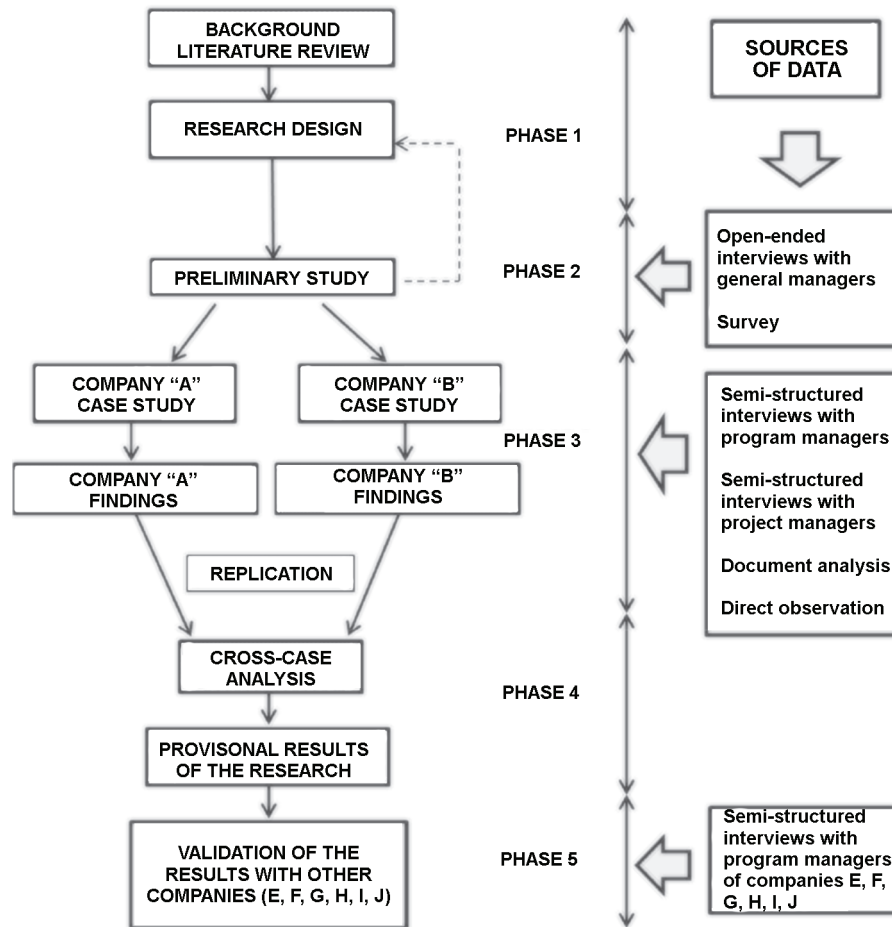 BACKGROUND
LITERATURE REVIEW
RESEARCH DESIGN
PRELIMINARY STUDY
COMPANY “A”
CASE STUDY
COMPANY “B”
CASE STUDY
COMPANY “A”
FINDINGS
COMPANY “B”
FINDINGS
REPLICATION
CROSS-CASE
ANALYSIS
PROVISONAL RESULTS
OF THE RESEARCH
VALIDATION OF THE
RESULTS WITH OTHER
COMPANIES (E, F, G, H, I, J)
PHASE 1
PHASE 2
PHASE 3
PHASE 4
PHASE 5
SOURCES
OF DATA
Open-ended
interviews with
general managers
Survey
Semi-structured
interviews with
program managers
Semi-structured
interviews with
project managers
Document analysis
Direct observation
Semi-structured
interviews with
program managers
of companies E, F,
G, H, I, J